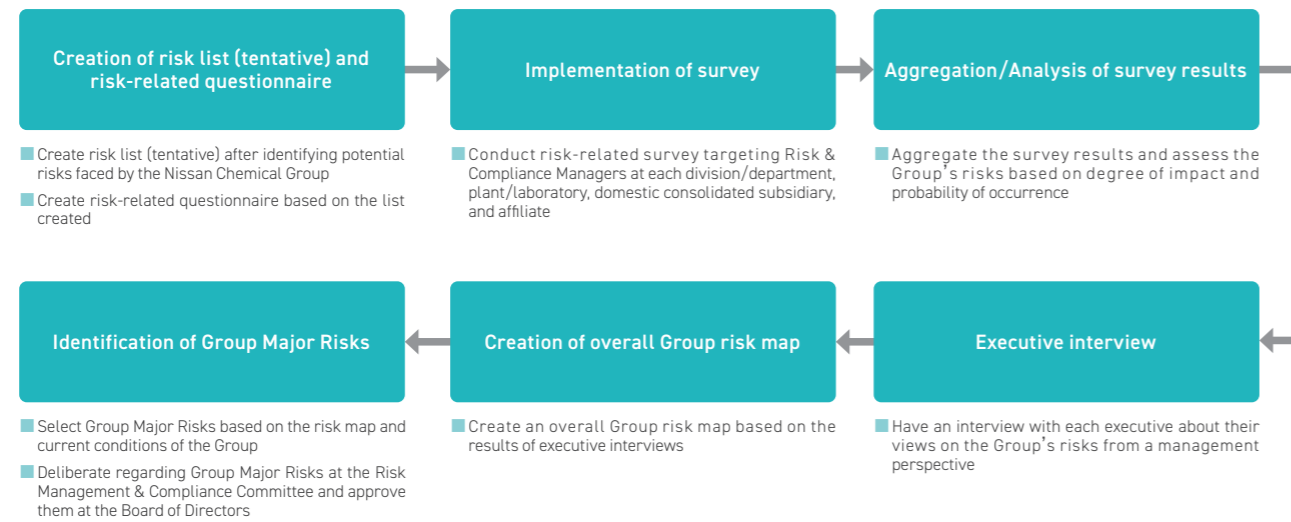 Creation of risk list (tentative) and
risk-related questionnaire
Implementation of survey
Aggregation/Analysis of survey results
Create risk list (tentative) after identifying potential
risks faced by the Nissan Chemical Group
Create risk-related questionnaire based on the list
created
Conduct risk-related survey targeting Risk &
Compliance Managers at each division/department,
plant/laboratory, domestic consolidated subsidiary,
and affiliate
Aggregate the survey results and assess the
Group's risks based on degree of impact and
probability of occurrence
Identification of Group Major Risks
Creation of overall Group risk map
Executive interview
Select Group Major Risks based on the risk map and
current conditions of the Group
Deliberate regarding Group Major Risks at the Risk
Management & Compliance Committee and approve
them at the Board of Directors
Create an overall Group risk map based on the
results of executive interviews
Have an interview with each executive about their
views on the Group's risks from a management
perspective